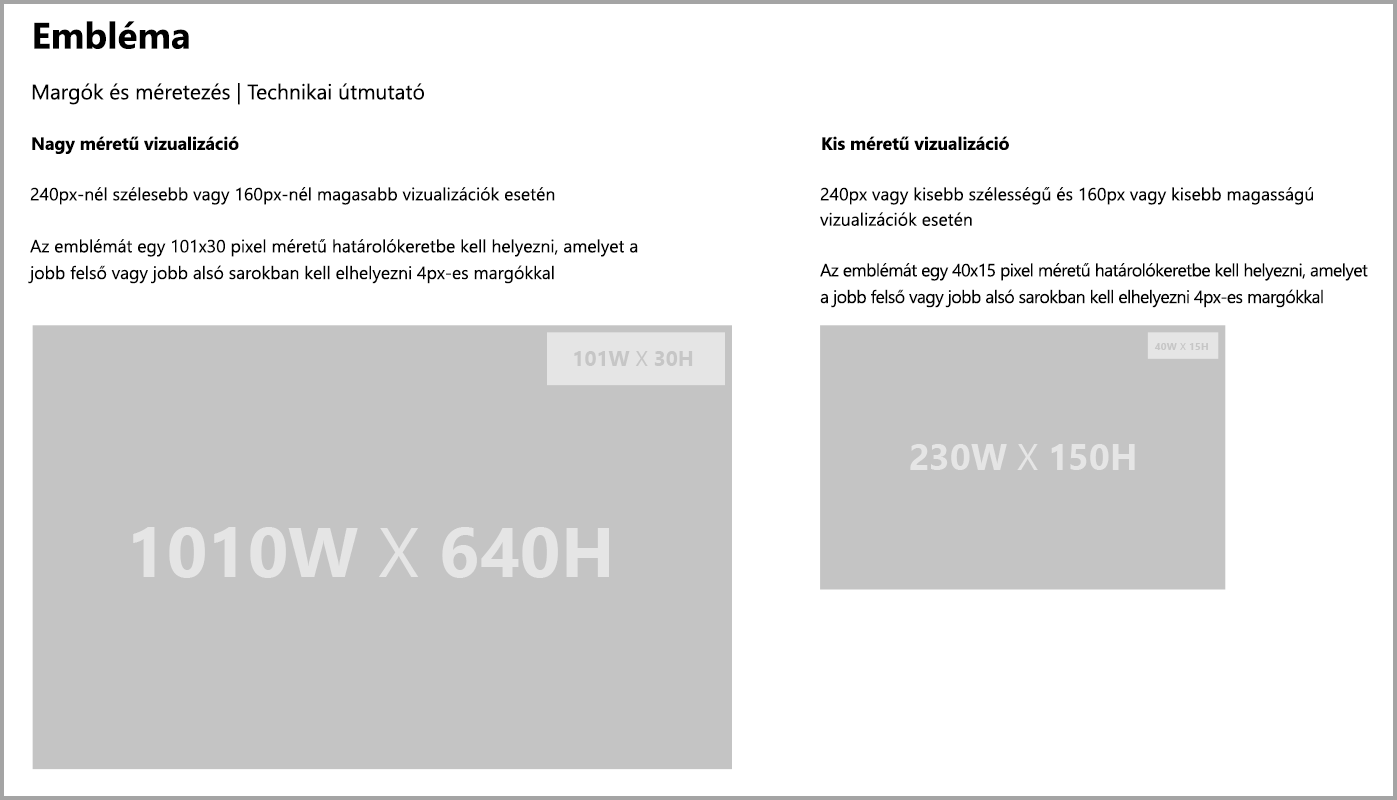 Embléma
Margók és méretezés | Technikai útmutató
Nagy méretű vizualizáció
240px-nél szélesebb vagy 160px-nél magasabb vizualizációk esetén
Az emblémát egy 101x30 pixel méretű határolókeretbe kell helyezni, amelyet a
jobb felső vagy jobb alsó sarokban kell elhelyezni 4px-es margókkal
101W X 30H
1010W X 640H
Kis méretű vizualizáció
240px vagy kisebb szélességű és 160px vagy kisebb magasságú
vizualizációk esetén
Az emblémát egy 40x15 pixel méretű határolókeretbe kell helyezni, amelyet
a jobb felső vagy jobb alsó sarokban kell elhelyezni 4px-es margókkal
40W X 15H
230W X 150H